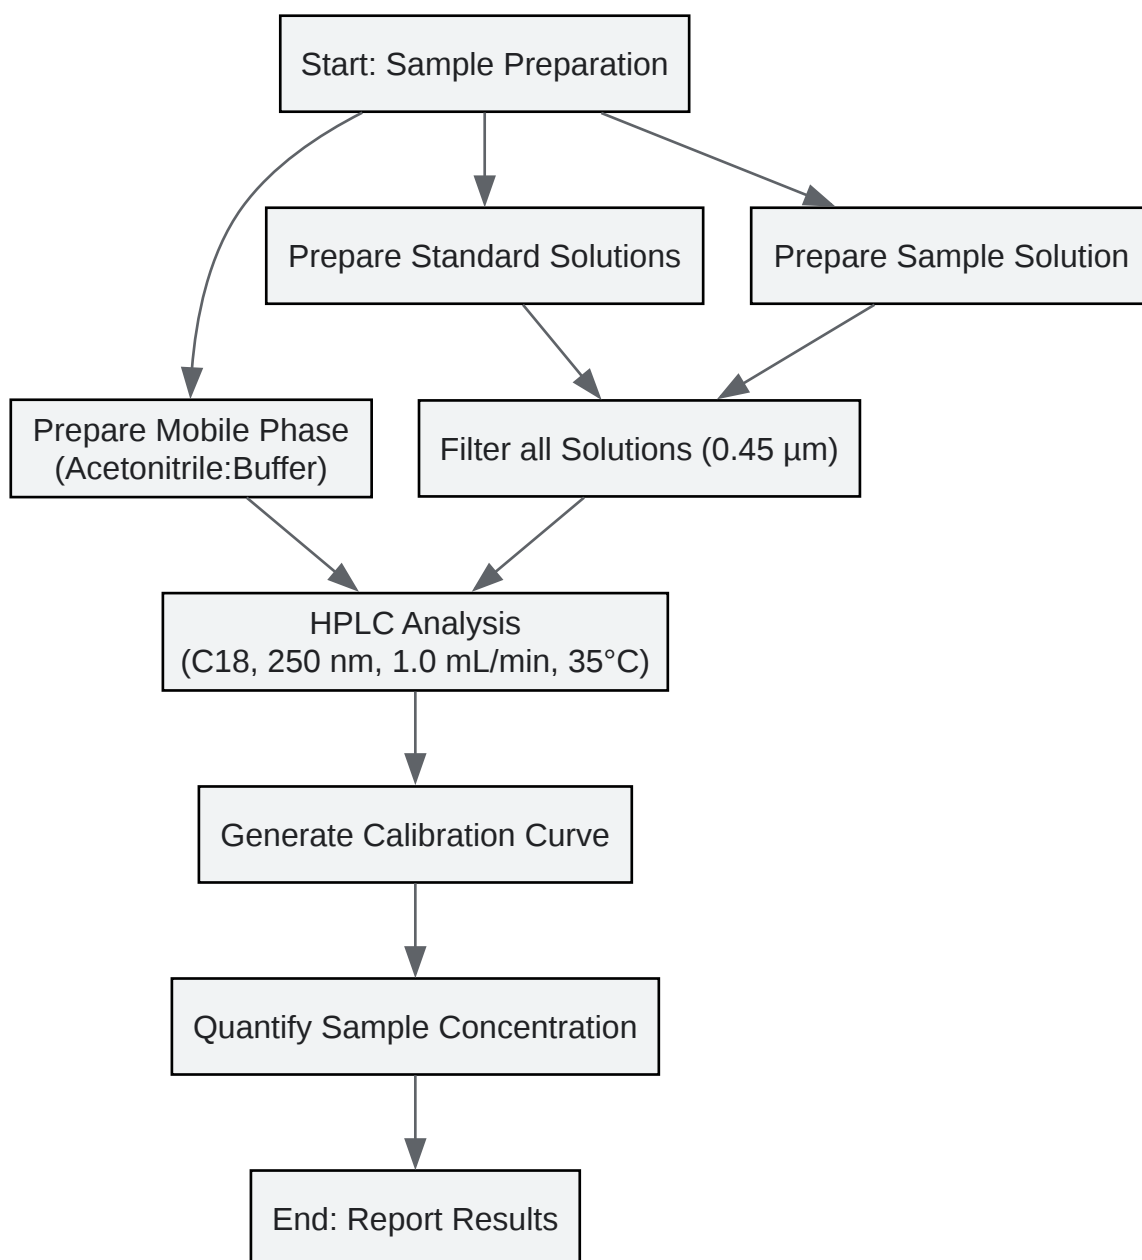 Start: Sample Preparation
Prepare Standard Solutions
Prepare Sample Solution
Prepare Mobile Phase
(Acetonitrile:Buffer)
Filter all Solutions (0.45 µm)
HPLC Analysis
(C18, 250 nm, 1.0 mL/min, 35°C)
Generate Calibration Curve
Quantify Sample Concentration
End: Report Results